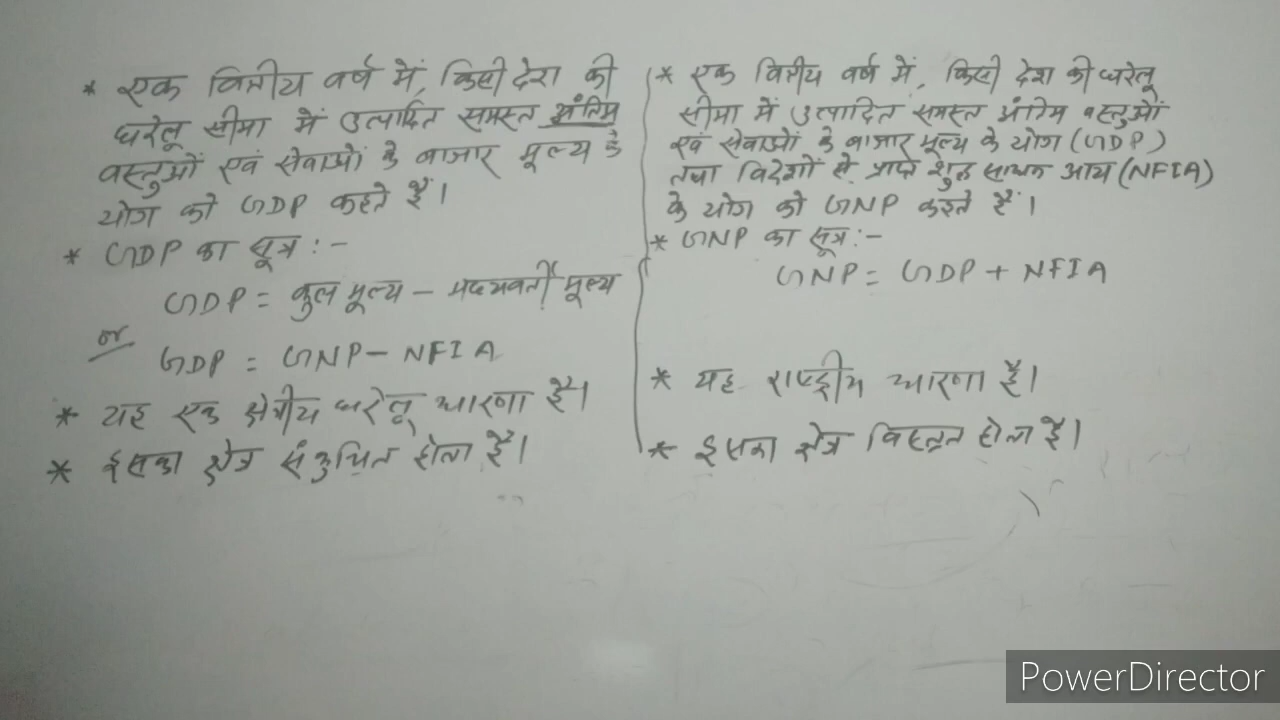 * एक वित्तीय वर्ष में, किसी देश की
घरेलू सीमा में उत्पादित समस्त अंतिम
वस्तुओं एवं सेवाओं के बाजार मूल्य के
योग को GDP कहते हैं।
* GDP का सूत्र :-
GDP = कुल मूल्य - मध्यवर्ती मूल्य
or
GDP = GNP - NFIA
* यह एक क्षेत्रीय घरेलू धारणा है।
* इसका क्षेत्र संकुचित होता है।
* एक वित्तीय वर्ष में, किसी देश की घरेलू
सीमा में उत्पादित समस्त अंतिम वस्तुओं
एवं सेवाओं के बाजार मूल्य के योग (GDP)
तथा विदेशों से प्राप्त शुद्ध साधन आय (NFIA)
के योग को GNP कहते हैं।
* GNP का सूत्र :-
GNP = GDP + NFIA
* यह राष्ट्रीय धारणा है।
* इसका क्षेत्र विस्तृत होता है।
PowerDirector